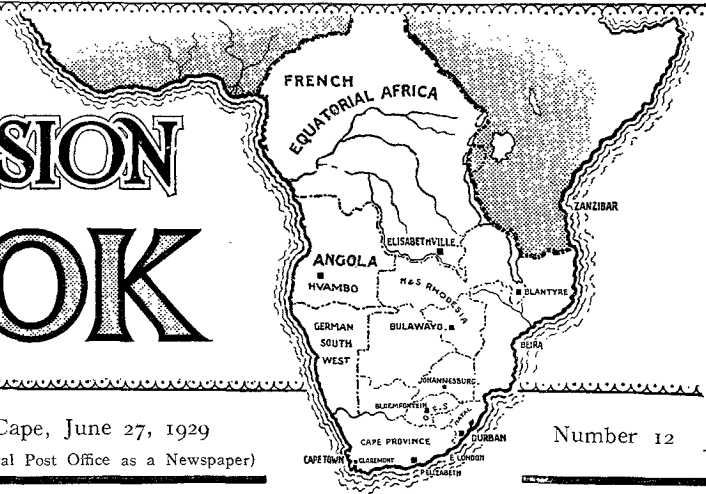 SION
OK
FRENCH
EQUATORIAL AFRICA
ZANZIBAR
ELISABETHVILLE
ANGOLA
HVAMBO
N & S RHODESIA
BLANTYRE
GERMAN
SOUTH
WEST
BULAWAYO
BEIRA
JOHANNESBURG
BLOEMFONTEIN
O.F.S
NATAL
DURBAN
CAPE PROVINCE
E LONDON
CAPE TOWN
CLAREMONT
P ELIZABETH
Cape, June 27, 1929
al Post Office as a Newspaper)
Number 12